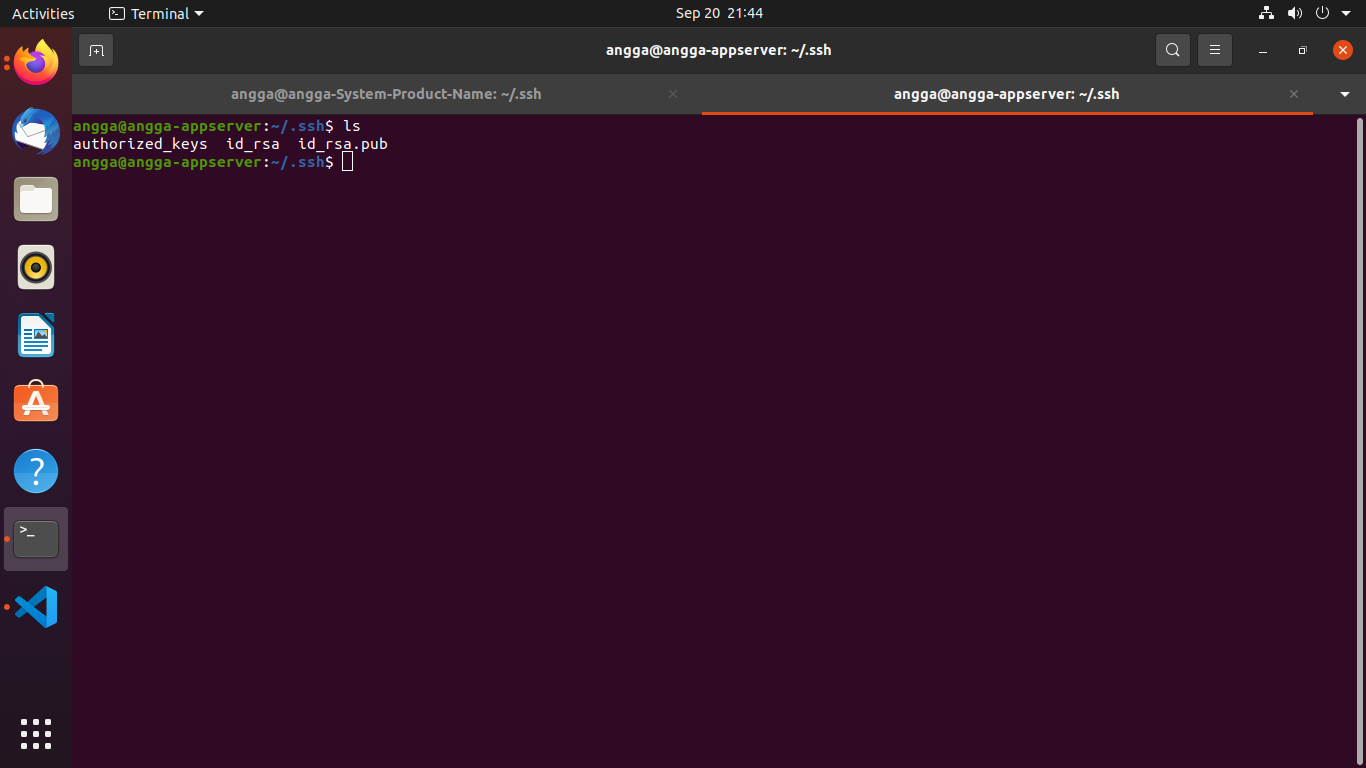 Activities Terminal Sep 20 21:44
angga@angga-appserver: ~/.ssh
angga@angga-System-Product-Name: ~/.ssh angga@angga-appserver: ~/.ssh
angga@angga-appserver:~/.ssh$ ls
authorized_keys  id_rsa  id_rsa.pub
angga@angga-appserver:~/.ssh$